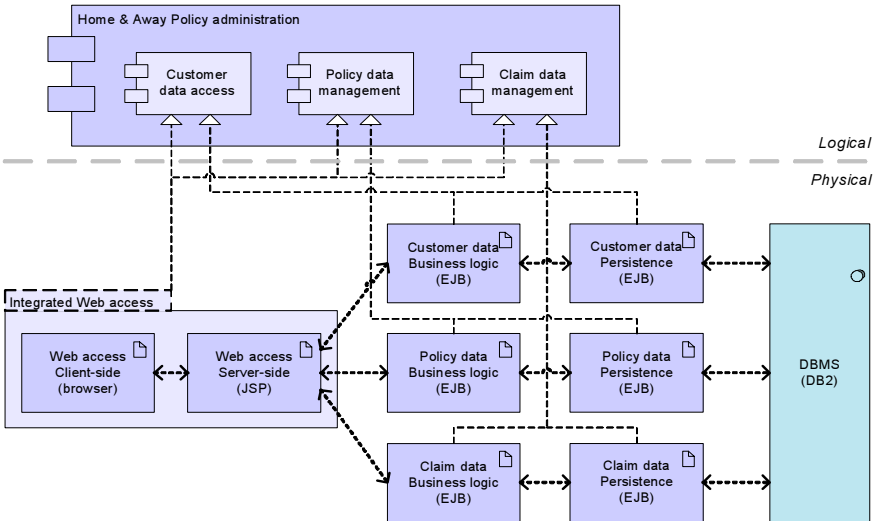 Home & Away Policy administration
Customer
data access
Policy data
management
Claim data
management
Logical
Physical
Customer data
Business logic
(EJB)
Customer data
Persistence
(EJB)
Integrated Web access
Web access
Client-side
(browser)
Web access
Server-side
(JSP)
Policy data
Business logic
(EJB)
Policy data
Persistence
(EJB)
DBMS
(DB2)
Claim data
Business logic
(EJB)
Claim data
Persistence
(EJB)